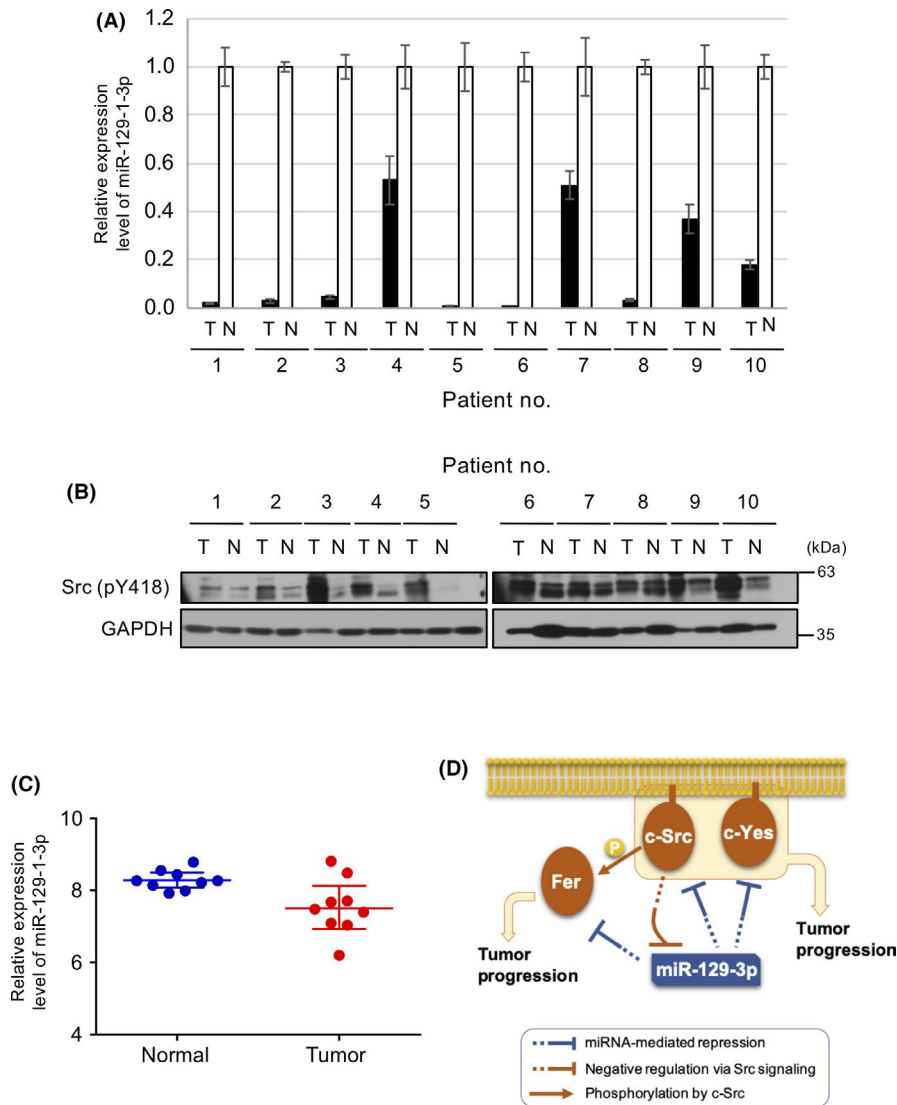 (A)
Relative expression
level of miR-129-1-3p
1.2
1.0
0.8
0.6
0.4
0.2
0.0
T N T N T N T N T N T N T N T N T N T N
1 2 3 4 5 6 7 8 9 10
Patient no.
(B)
Patient no.
1 2 3 4 5 6 7 8 9 10
T N T N T N T N T N T N T N T N T N T N (kDa)
Src (pY418) 63
GAPDH 35
(C)
Relative expression
level of miR-129-1-3p
10
8
6
4
Normal Tumor
(D)
c-Src c-Yes
P
Fer
Tumor
progression
miR-129-3p
Tumor
progression
miRNA-mediated repression
Negative regulation via Src signaling
Phosphorylation by c-Src